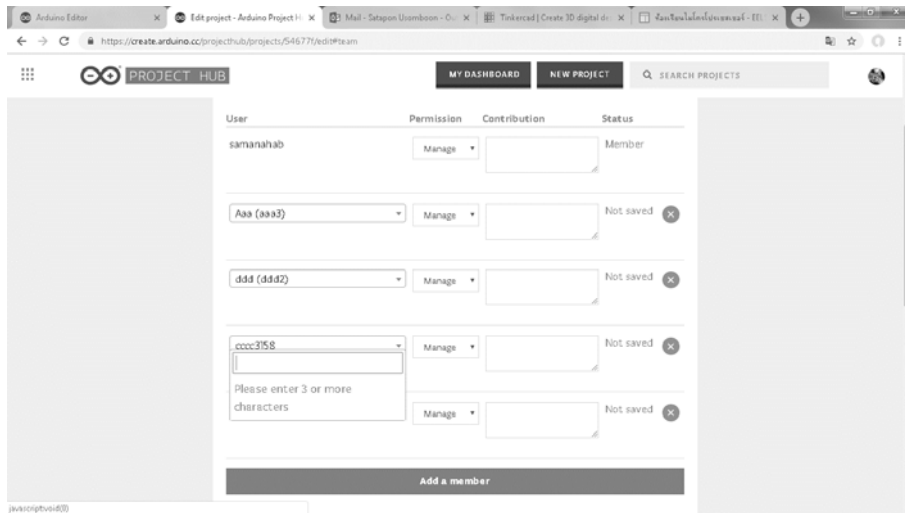 Arduino Editor
Edit project - Arduino Project H
Mail - Satapon Usomboon - Ou
Tinkercad | Create 3D digital de
https://create.arduino.cc/projecthub/projects/54677f/edit#team
PROJECT HUB
MY DASHBOARD
NEW PROJECT
SEARCH PROJECTS
User Permission Contribution Status
samanahab Manage Member
Aaa (aaa3) Manage Not saved
ddd (ddd2) Manage Not saved
cccc3158 Manage Not saved
Please enter 3 or more
characters
Manage Not saved
Add a member
javascript:void(0)